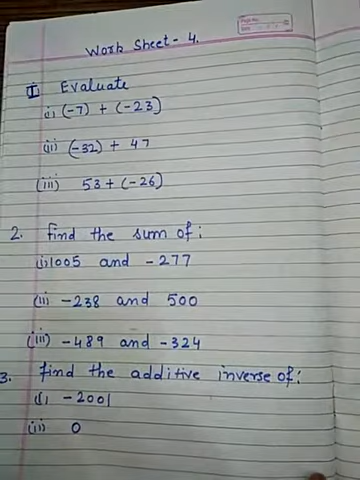 Work Sheet - 4.
I Evaluate
(i) (-7) + (-23)
(ii) (-32) + 47
(iii) 53 + (-26)
2. find the sum of:
(i) 1005 and -277
(ii) -238 and 500
(iii) -489 and -324
3. find the additive inverse of:
(i) -2001
(ii) 0